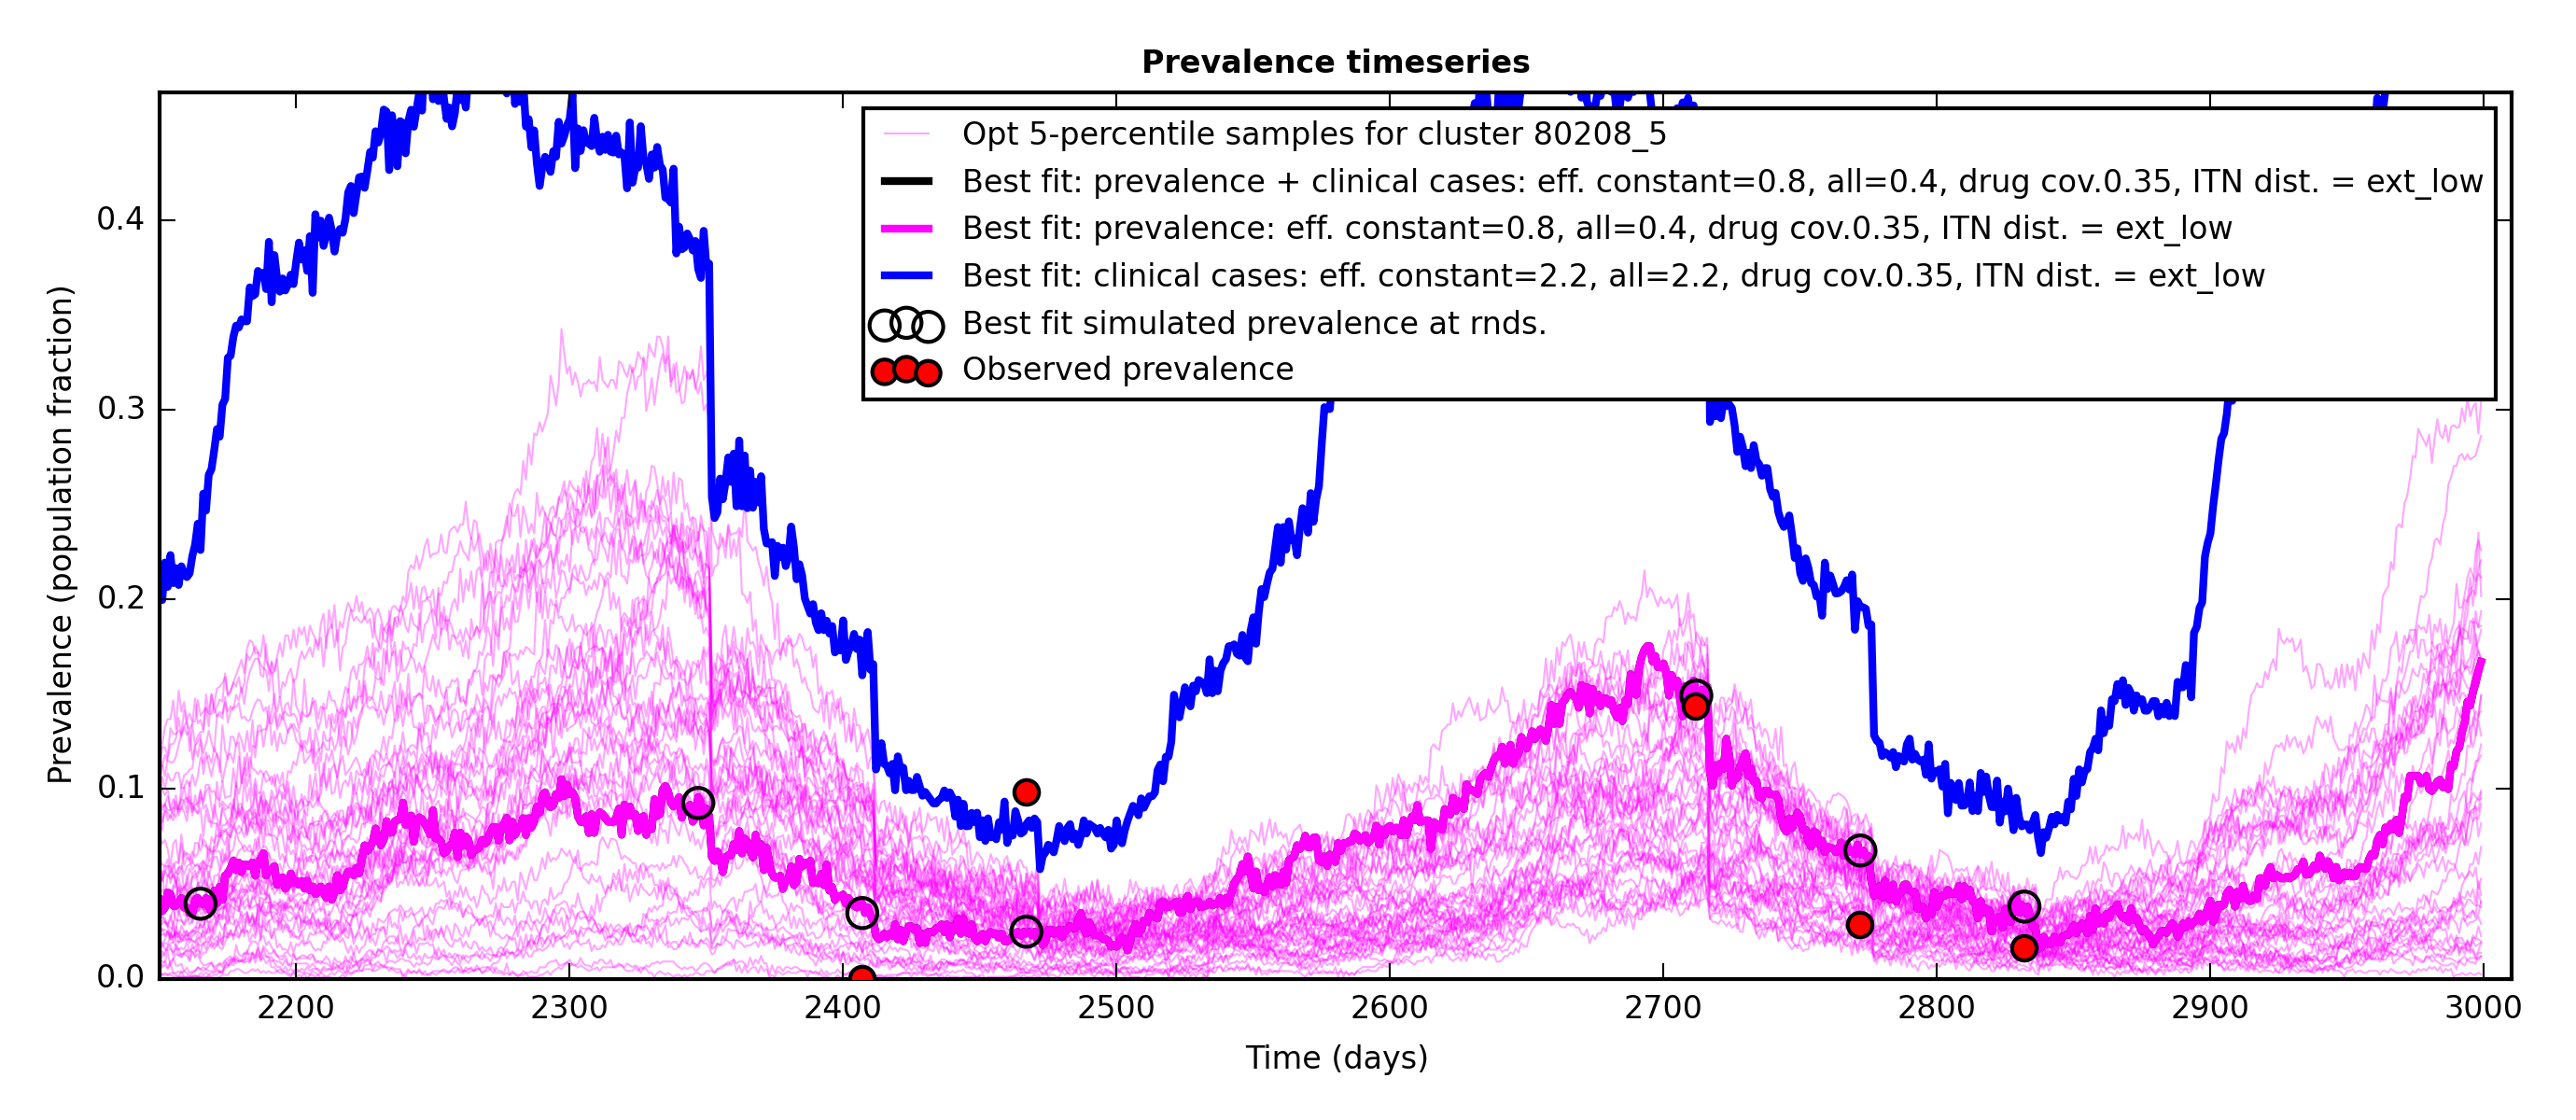 Prevalence timeseries
Opt 5-percentile samples for cluster 80208_5
Best fit: prevalence + clinical cases: eff. constant=0.8, all=0.4, drug cov.0.35, ITN dist. = ext_low
Best fit: prevalence: eff. constant=0.8, all=0.4, drug cov.0.35, ITN dist. = ext_low
Best fit: clinical cases: eff. constant=2.2, all=2.2, drug cov.0.35, ITN dist. = ext_low
Best fit simulated prevalence at rnds.
Observed prevalence
Prevalence (population fraction)
0.4
0.3
0.2
0.1
0.0
2200 2300 2400 2500 2600 2700 2800 2900 3000
Time (days)